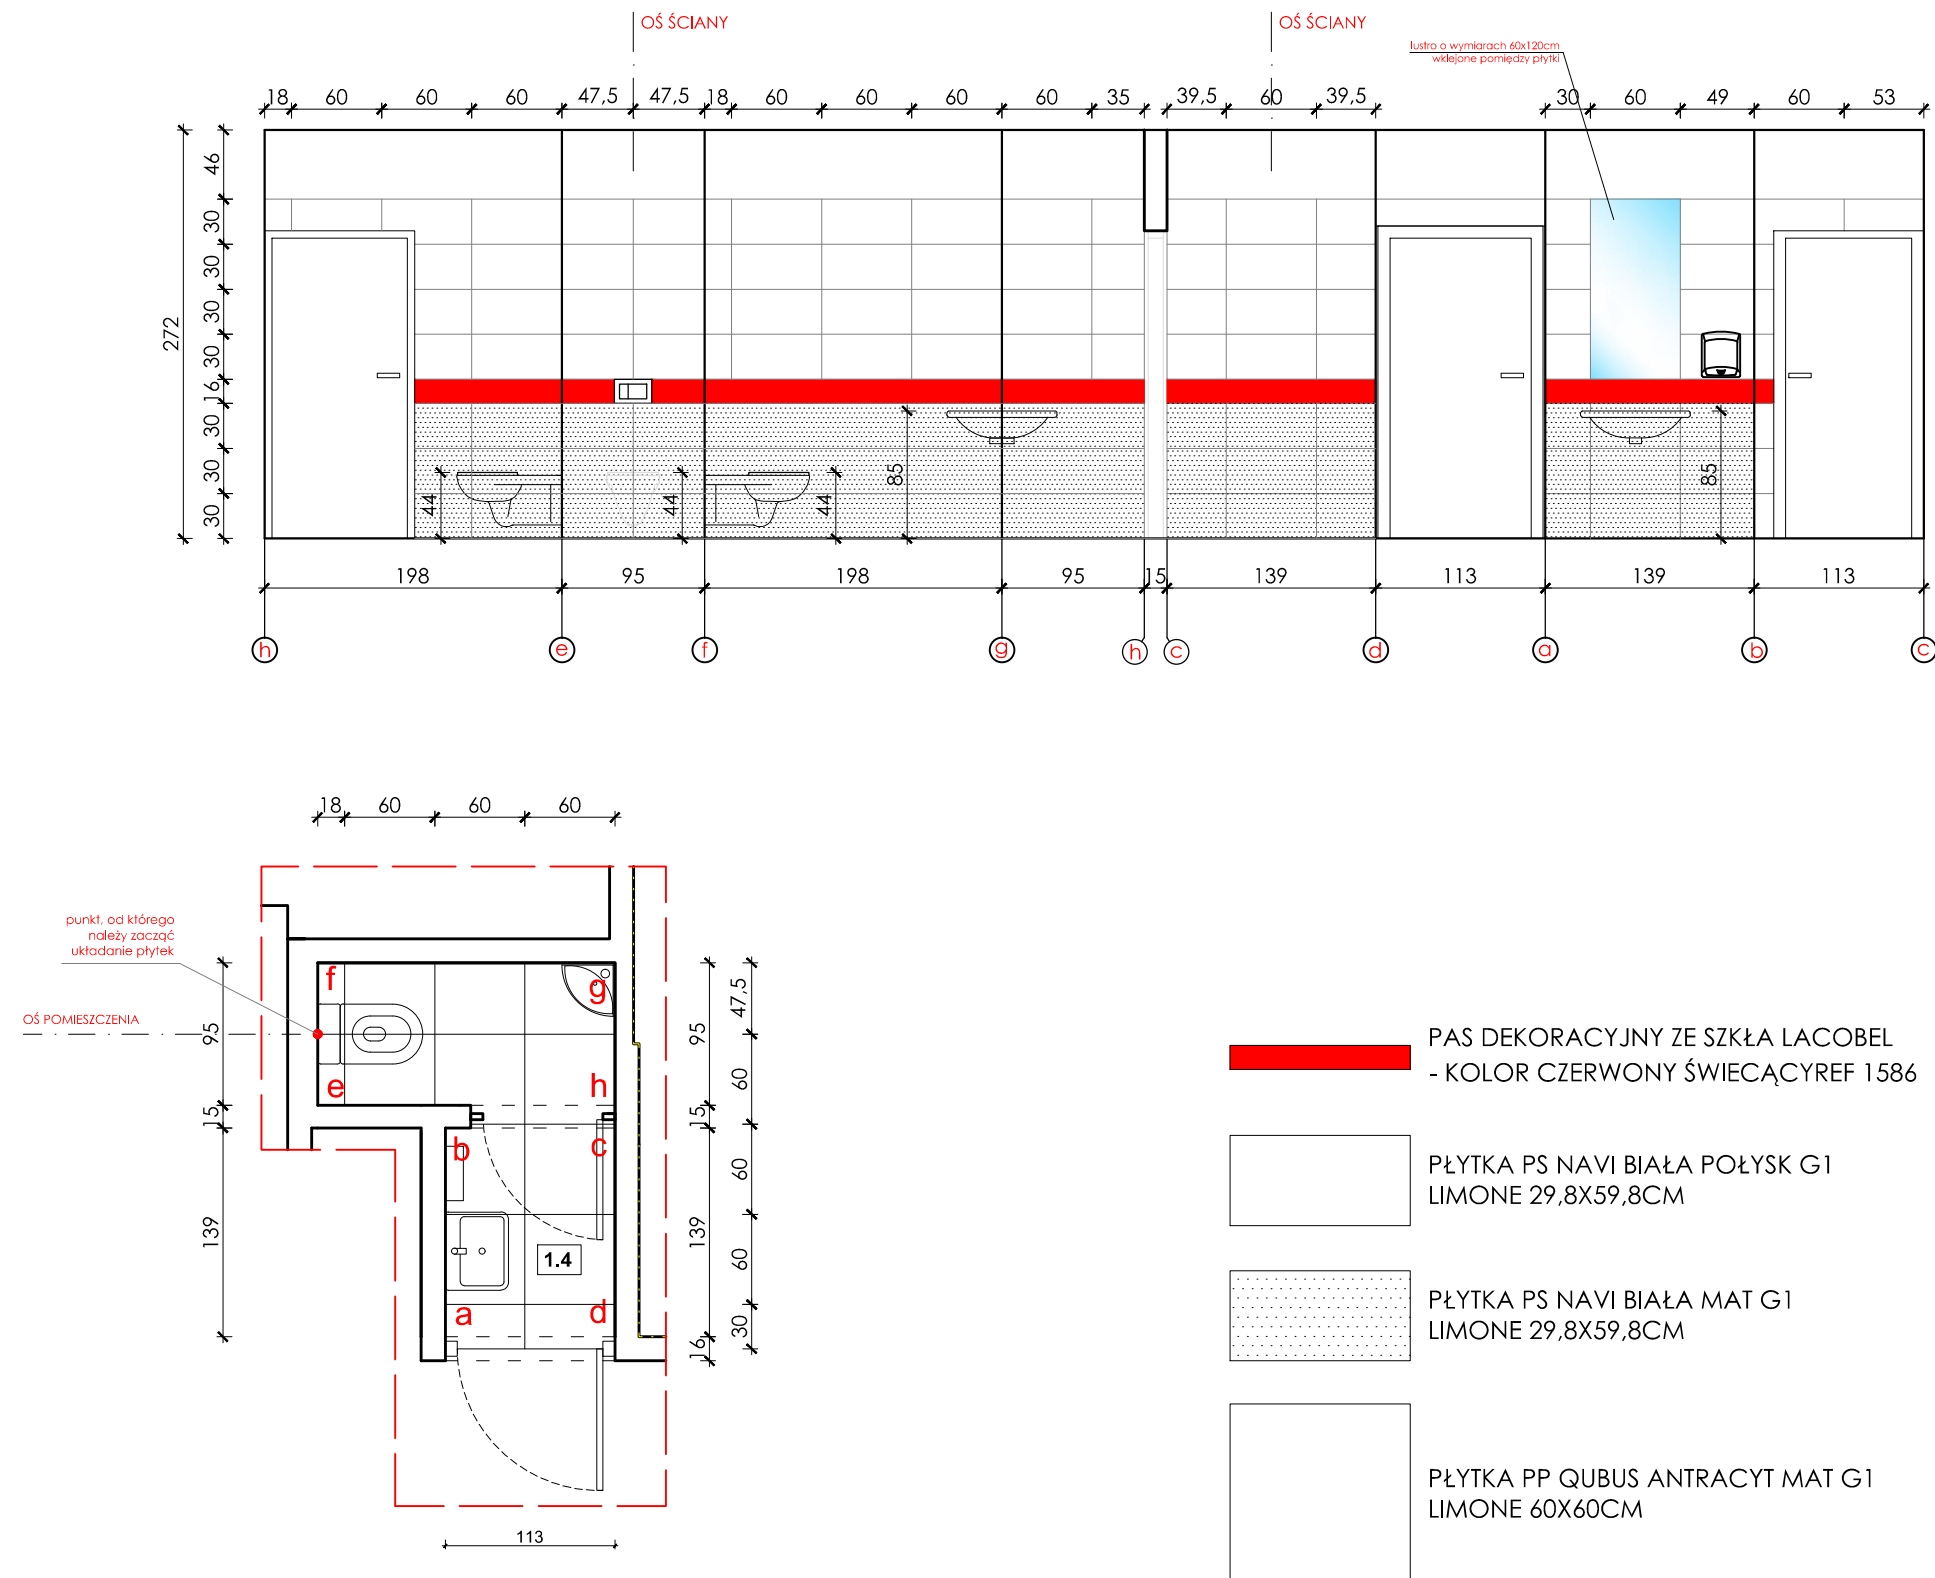 OŚ ŚCIANY
OŚ ŚCIANY
lustro o wymiarach 60x120cm
wklejone pomiędzy płytki
18 60 60 60 47,5 47,5 18 60 60 60 60 35 39,5 60 39,5 30 60 49 60 53
272
46
30
30
30
30
16
30
30
30
44
44
44
85
85
198 95 198 95 15 139 113 139 113
h e f g h c d a b c
18 60 60 60
punkt, od którego
należy zacząć
układanie płytek
OŚ POMIESZCZENIA
f
g
e
h
b
c
1.4
a
d
95
15
139
95
15
139
16
47,5
60
60
60
30
113
PAS DEKORACYJNY ZE SZKŁA LACOBEL
- KOLOR CZERWONY ŚWIECĄCYREF 1586
PŁYTKA PS NAVI BIAŁA POŁYSK G1
LIMONE 29,8X59,8CM
PŁYTKA PS NAVI BIAŁA MAT G1
LIMONE 29,8X59,8CM
PŁYTKA PP QUBUS ANTRACYT MAT G1
LIMONE 60X60CM